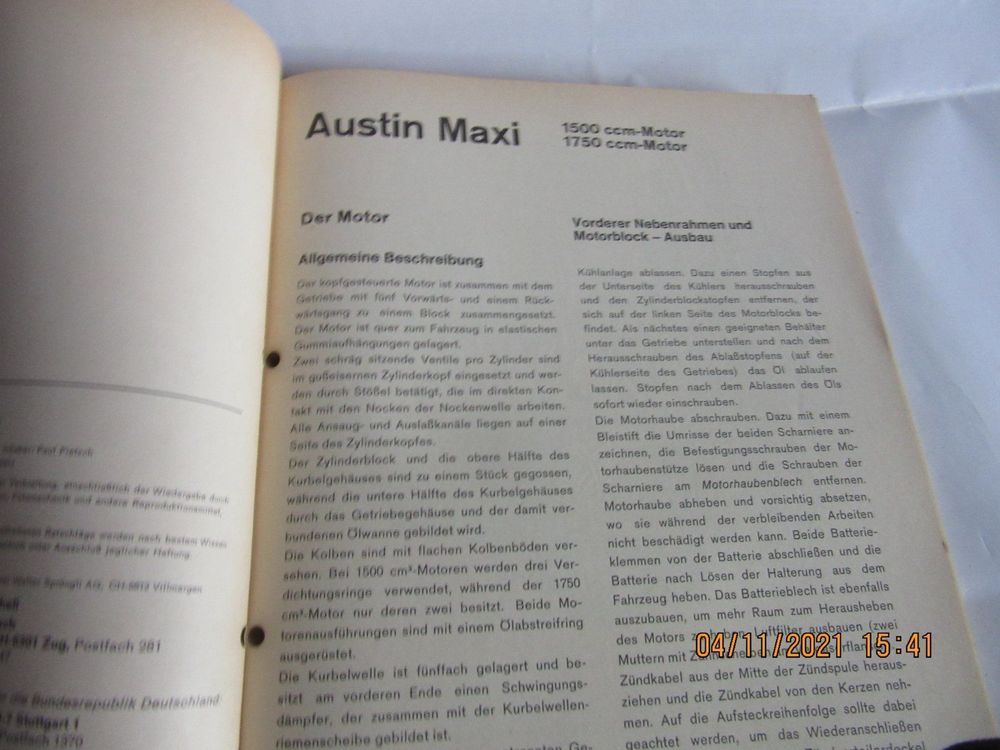 Austin Maxi
1500 ccm-Motor
1750 ccm-Motor
Der Motor
Allgemeine Beschreibung
Der kopfgesteuerte Motor ist zusammen mit dem
Getriebe mit fünf Vorwärts- und einem Rück-
wärtsgang zu einem Block zusammengesetzt.
Der Motor ist quer zum Fahrzeug in elastischen
Gummiaufhängungen gelagert.
Zwei schräg sitzende Ventile pro Zylinder sind
im gußeisernen Zylinderkopf eingesetzt und wer-
den durch Stößel betätigt, die im direkten Kon-
takt mit den Nocken der Nockenwelle arbeiten.
Alle Ansaug- und Auslaßkanäle liegen auf einer
Seite des Zylinderkopfes.
Der Zylinderblock und die obere Hälfte des
Kurbelgehäuses sind zu einem Stück gegossen,
während die untere Hälfte des Kurbelgehäuses
durch das Getriebegehäuse und der damit ver-
bundenen Ölwanne gebildet wird.
Die Kolben sind mit flachen Kolbenböden ver-
sehen. Bei 1500 cm³-Motoren werden drei Ver-
dichtungsringe verwendet, während der 1750
cm³-Motor nur deren zwei besitzt. Beide Mo-
torenausführungen sind mit einem Ölabstreifring
ausgerüstet.
Die Kurbelwelle ist fünffach gelagert und be-
sitzt am vorderen Ende einen Schwingungs-
dämpfer, der zusammen mit der Kurbelwellen-
riemenscheibe gebildet ist.
Vorderer Nebenrahmen und
Motorblock – Ausbau
Kühlanlage ablassen. Dazu einen Stopfen aus
der Unterseite des Kühlers herausschrauben
und den Zylinderblockstopfen entfernen, der
sich auf der linken Seite des Motorblocks be-
findet. Als nächstes einen geeigneten Behälter
unter das Getriebe unterstellen und nach dem
Herausschrauben des Ablaßstopfens (auf der
Kühlerseite des Getriebes) das Öl ablaufen
lassen. Stopfen nach dem Ablassen des Öls
sofort wieder einschrauben.
Die Motorhaube abschrauben. Dazu mit einem
Bleistift die Umrisse der beiden Scharniere an-
zeichnen, die Befestigungsschrauben der Mo-
torhaubenstütze lösen und die Schrauben der
Scharniere am Motorhaubenblech entfernen.
Motorhaube abheben und vorsichtig absetzen,
wo sie während der verbleibenden Arbeiten
nicht beschädigt werden kann. Beide Batterie-
klemmen von der Batterie abschließen und die
Batterie nach Lösen der Halterung aus dem
Fahrzeug heben. Das Batterieblech ist ebenfalls
auszubauen, um mehr Raum zum Herausheben
des Motors Luftfilter ausbauen (zwei
Muttern mit
Zündkabel aus der Mitte der Zündspule heraus-
ziehen und die Zündkabel von den Kerzen neh-
men. Auf die Aufsteckreihenfolge sollte dabei
geachtet werden, um das Wiederanschließen
04/11/2021 15:41
Zug, Postfach 281
die Bundesrepublik Deutschland:
Stuttgart 1
Postfach 1370